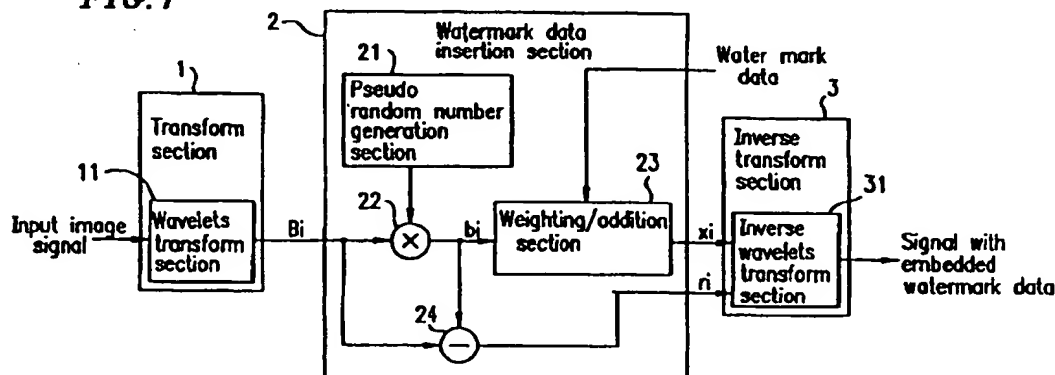 FIG. 7
2
Watermark data
insertion section
21
Water mark
data
1
Pseudo
random number
generation
section
3
Transform
section
Inverse
transform
section
11
23
31
22
Input image
signal
Wavelets
transform
section
Bi
×
bi
Weighting/addition
section
xi
Inverse
wavelets
transform
section
Signal with
embedded
watermark data
ri
24
−